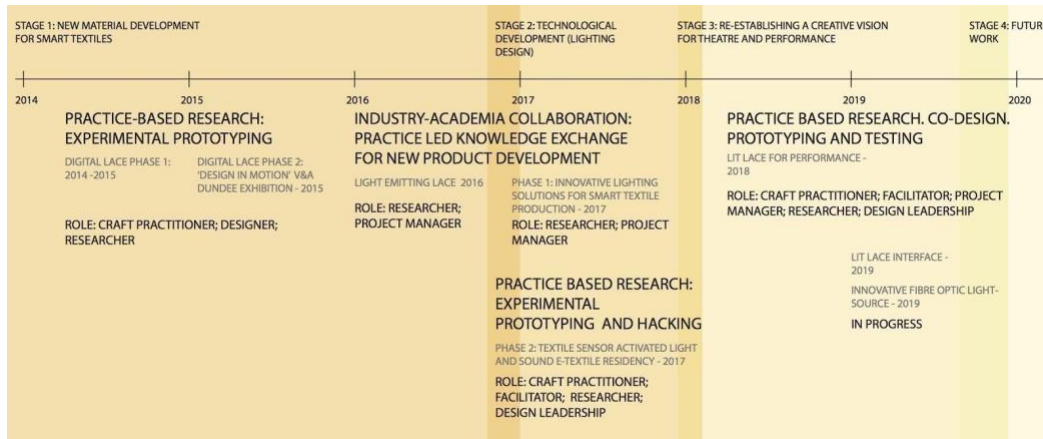 STAGE 1: NEW MATERIAL DEVELOPMENT
FOR SMART TEXTILES
STAGE 2: TECHNOLOGICAL
DEVELOPMENT (LIGHTING
DESIGN)
STAGE 3: RE-ESTABLISHING A CREATIVE VISION
FOR THEATRE AND PERFORMANCE
STAGE 4: FUTUR
WORK
2014
2015
2016
2017
2018
2019
2020
PRACTICE-BASED RESEARCH:
EXPERIMENTAL PROTOTYPING
DIGITAL LACE PHASE 1:
2014 -2015
DIGITAL LACE PHASE 2:
'DESIGN IN MOTION' V&A
DUNDEE EXHIBITION - 2015
ROLE: CRAFT PRACTITIONER; DESIGNER;
RESEARCHER
INDUSTRY-ACADEMIA COLLABORATION:
PRACTICE LED KNOWLEDGE EXCHANGE
FOR NEW PRODUCT DEVELOPMENT
LIGHT EMITTING LACE 2016
ROLE: RESEARCHER;
PROJECT MANAGER
PHASE 1: INNOVATIVE LIGHTING
SOLUTIONS FOR SMART TEXTILE
PRODUCTION - 2017
ROLE: RESEARCHER; PROJECT
MANAGER
PRACTICE BASED RESEARCH:
EXPERIMENTAL
PROTOTYPING AND HACKING
PHASE 2: TEXTILE SENSOR ACTIVATED LIGHT
AND SOUND E-TEXTILE RESIDENCY - 2017
ROLE: CRAFT PRACTITIONER;
FACILITATOR; RESEARCHER;
DESIGN LEADERSHIP
PRACTICE BASED RESEARCH. CO-DESIGN.
PROTOTYPING AND TESTING
LIT LACE FOR PERFORMANCE -
2018
ROLE: CRAFT PRACTITIONER; FACILITATOR; PROJECT
MANAGER; RESEARCHER; DESIGN LEADERSHIP
LIT LACE INTERFACE -
2019
INNOVATIVE FIBRE OPTIC LIGHT-
SOURCE - 2019
IN PROGRESS